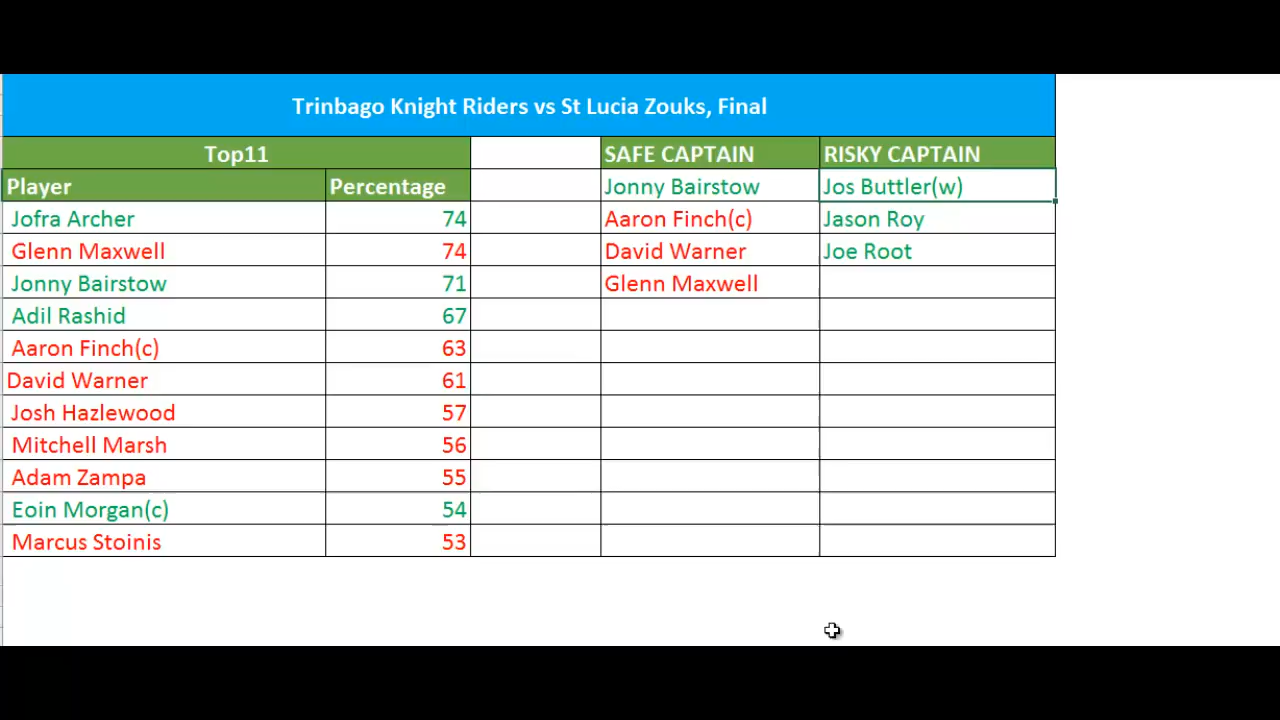 Trinbago Knight Riders vs St Lucia Zouks, Final
Top11 SAFE CAPTAIN RISKY CAPTAIN
Player Percentage Jonny Bairstow Jos Buttler(w)
Jofra Archer 74 Aaron Finch(c) Jason Roy
Glenn Maxwell 74 David Warner Joe Root
Jonny Bairstow 71 Glenn Maxwell
Adil Rashid 67
Aaron Finch(c) 63
David Warner 61
Josh Hazlewood 57
Mitchell Marsh 56
Adam Zampa 55
Eoin Morgan(c) 54
Marcus Stoinis 53